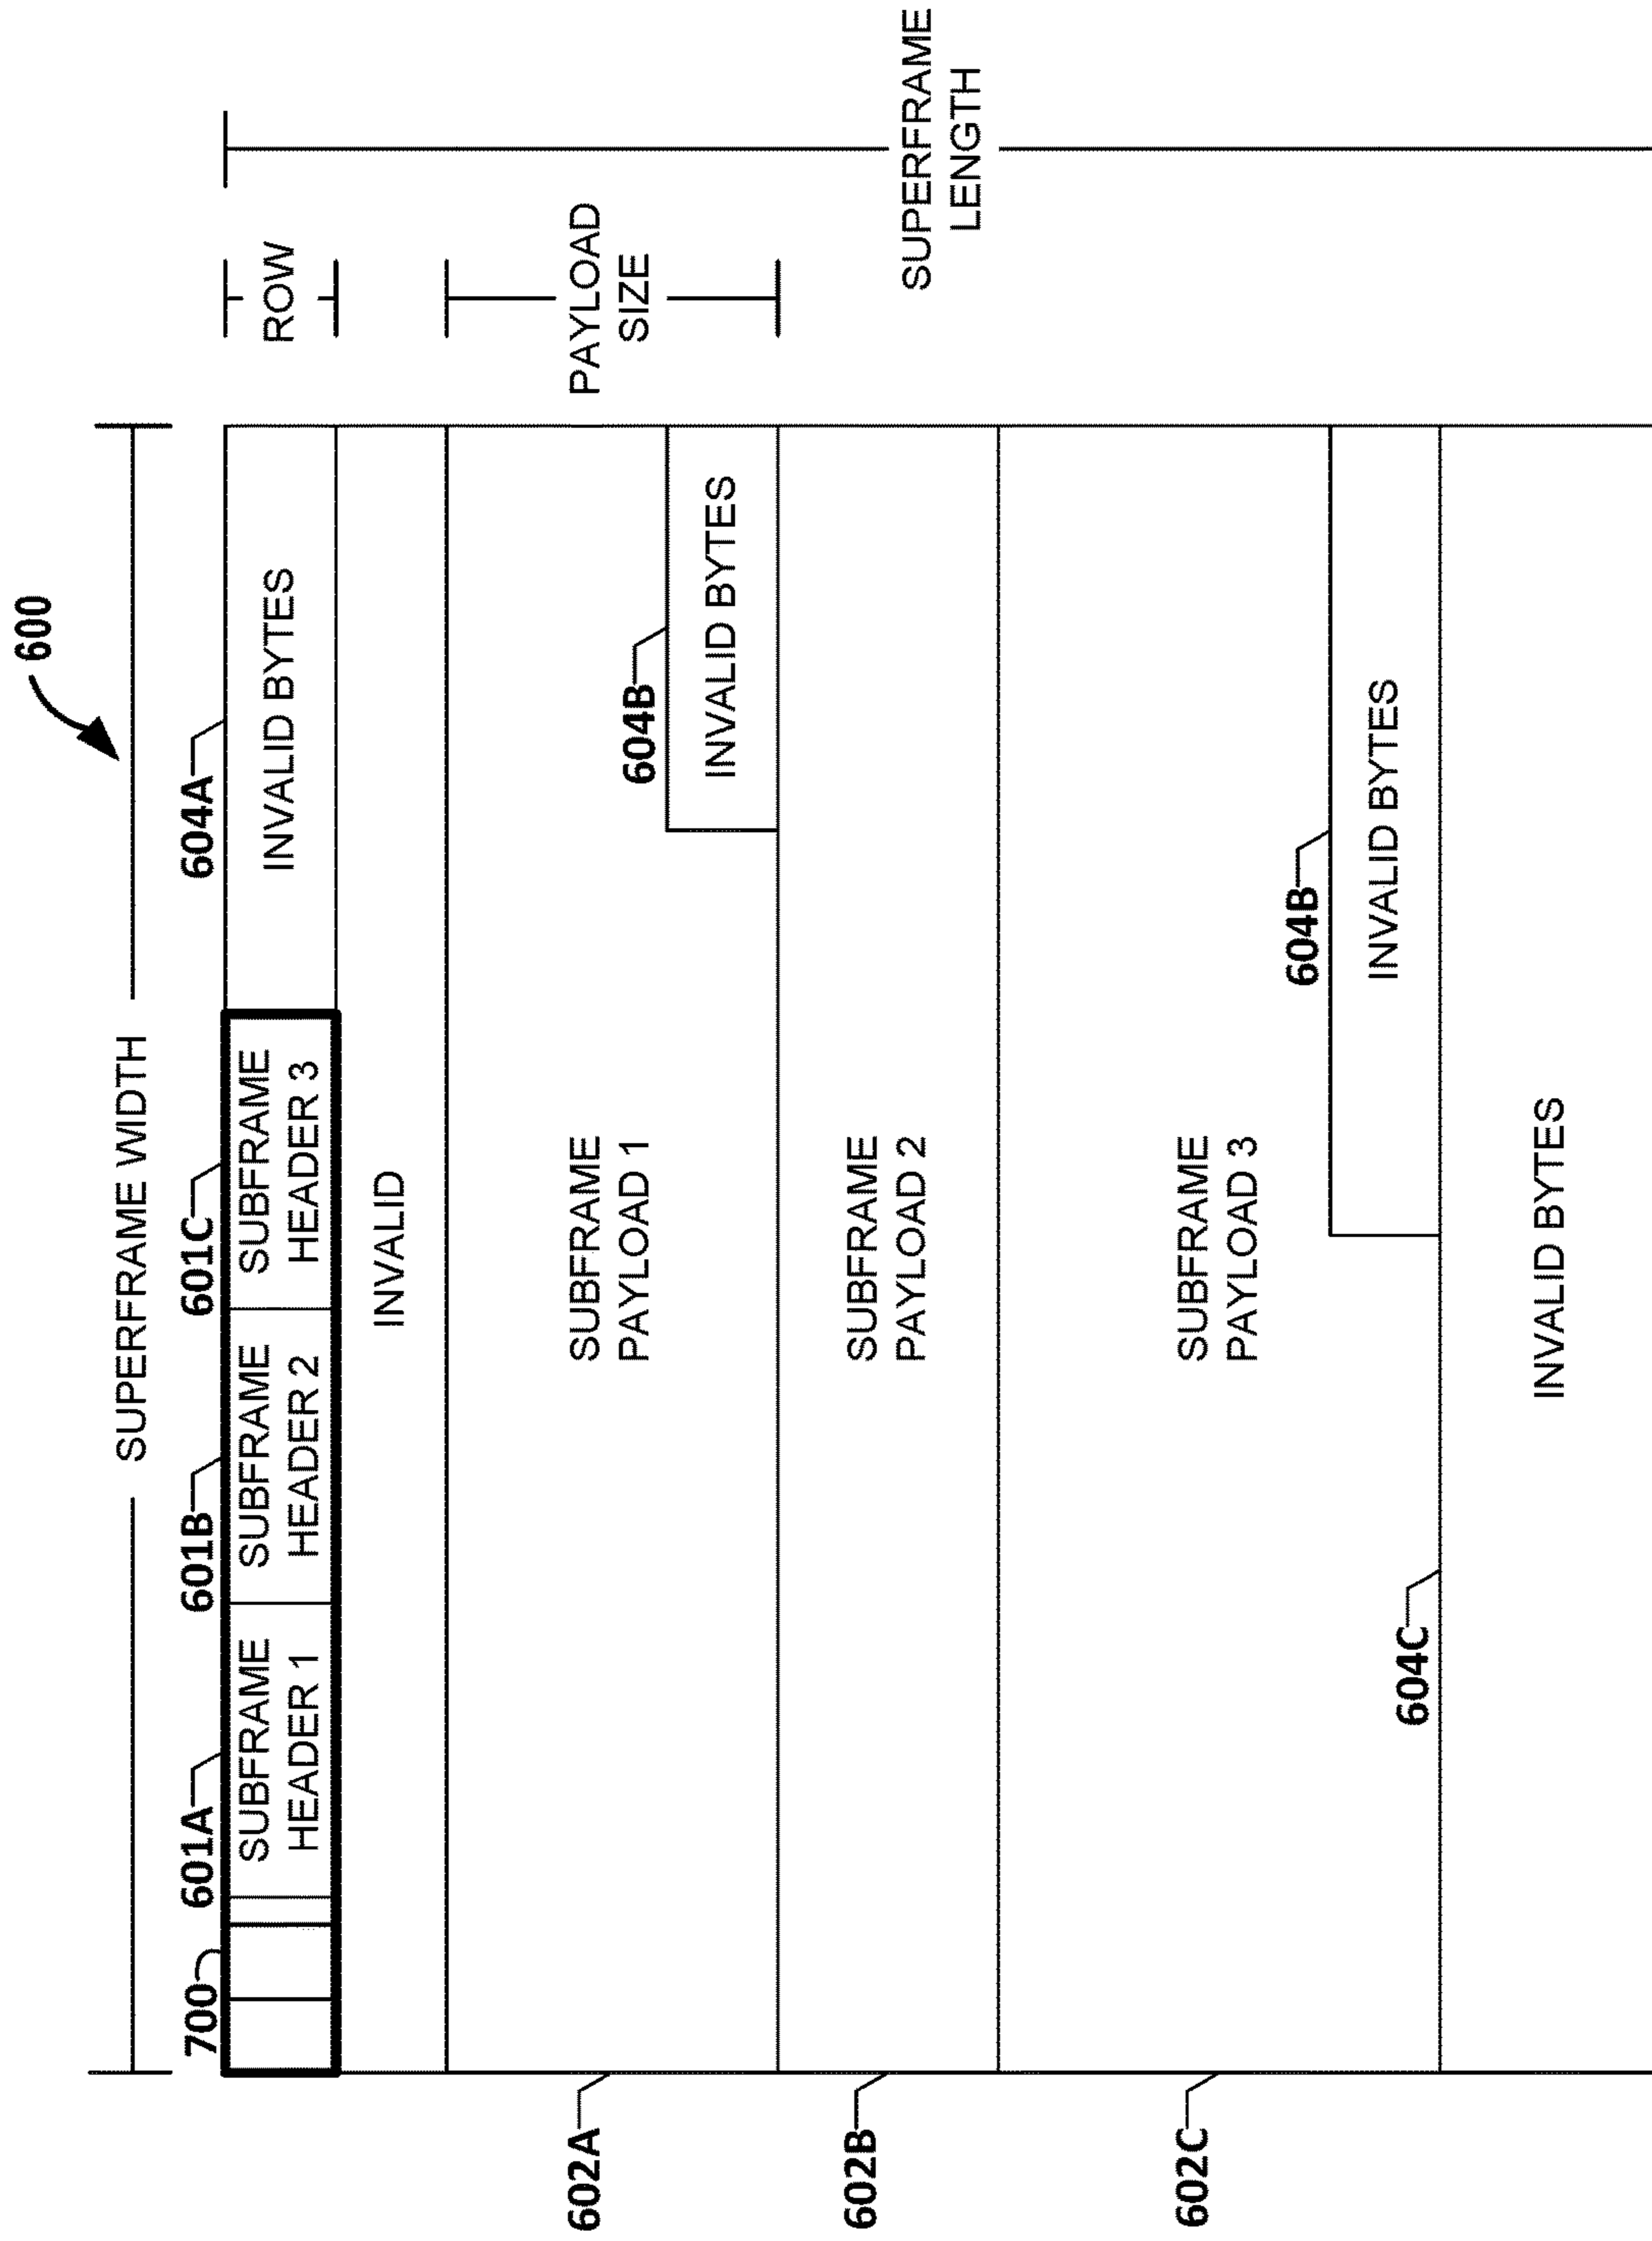 600
SUPERFRAME WIDTH
700
601A
601B
601C
604A
SUBFRAME
HEADER 1
SUBFRAME
HEADER 2
SUBFRAME
HEADER 3
INVALID BYTES
ROW
INVALID
602A
SUBFRAME
PAYLOAD 1
604B
INVALID BYTES
PAYLOAD
SIZE
602B
SUBFRAME
PAYLOAD 2
SUPERFRAME
LENGTH
602C
SUBFRAME
PAYLOAD 3
604B
INVALID BYTES
604C
INVALID BYTES